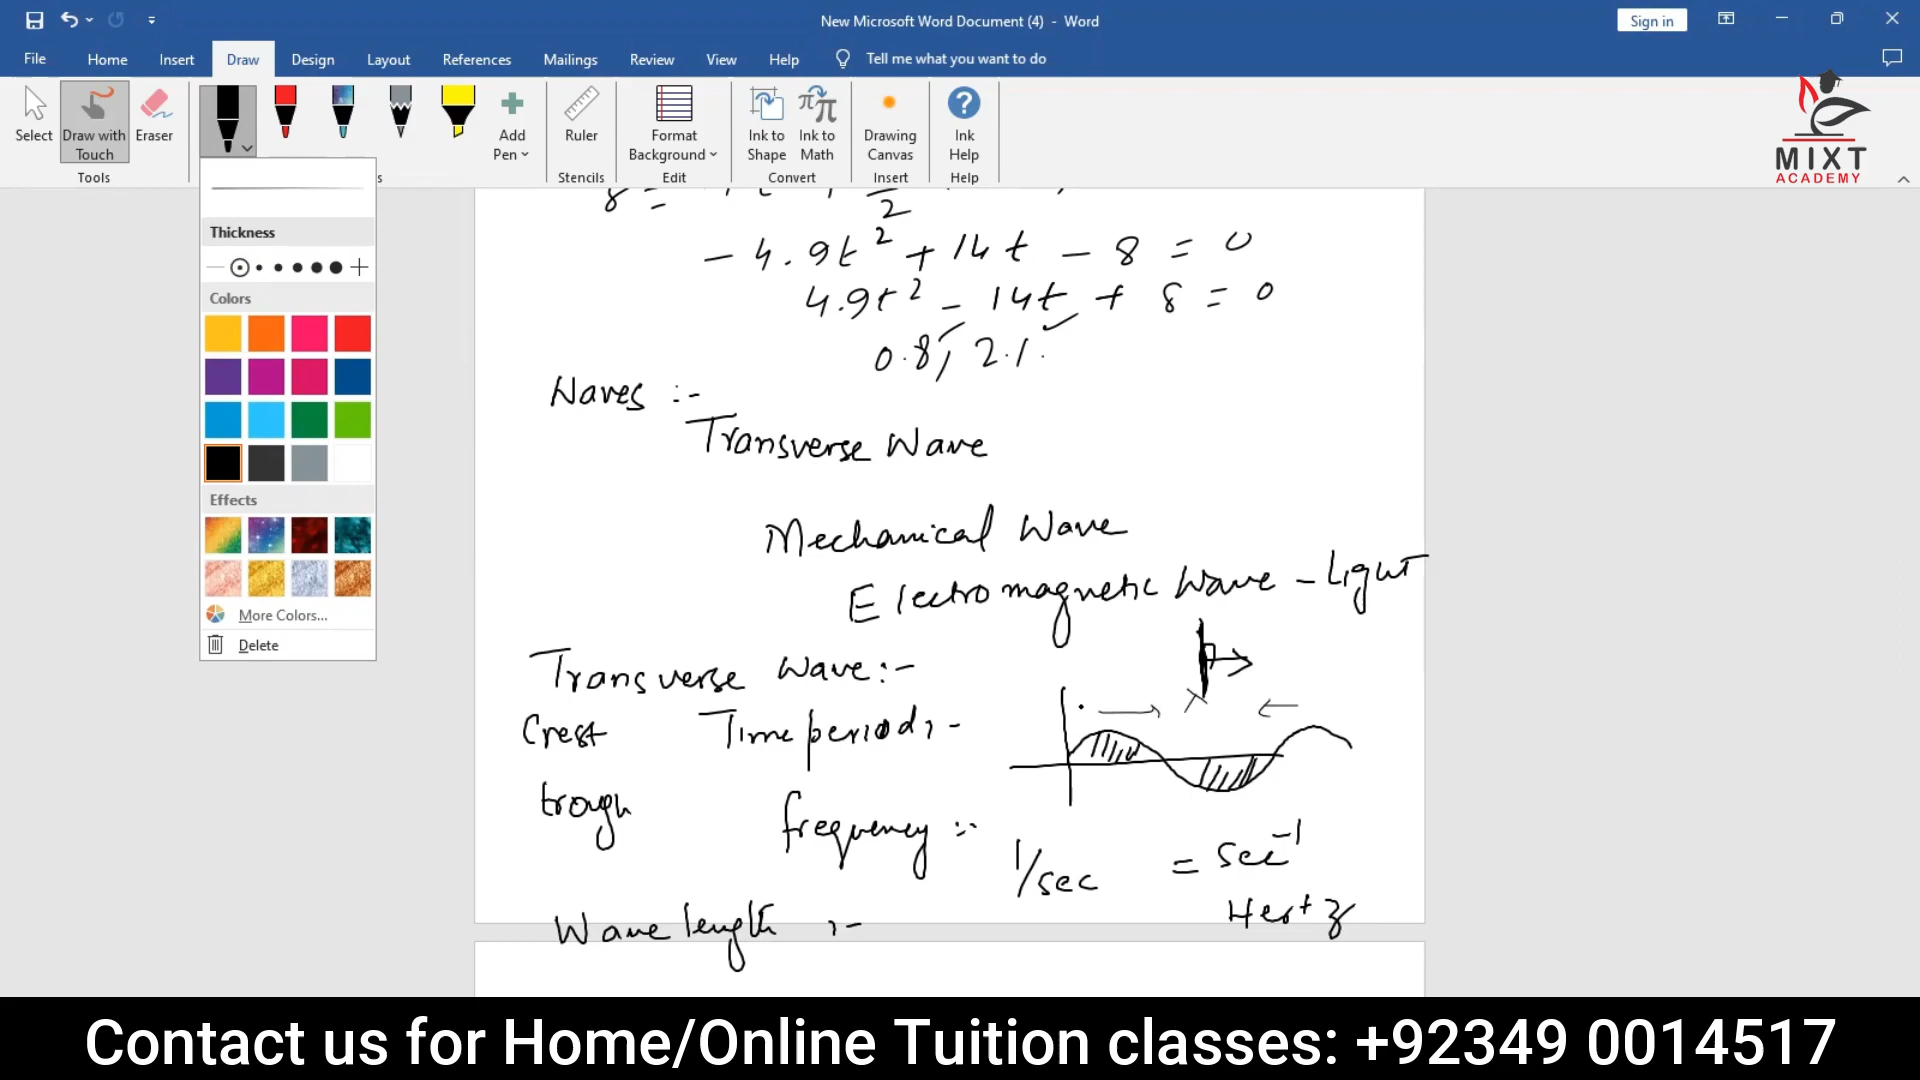 New Microsoft Word Document (4) - Word
Sign in
File Home Insert Draw Design Layout References Mailings Review View Help Tell me what you want to do
Select
Draw with Touch
Eraser
Tools
Add Pen
s
Ruler
Stencils
Format Background
Edit
Ink to Shape
Ink to Math
Convert
Drawing Canvas
Insert
Ink Help
Help
MIXT
ACADEMY
Thickness
Colors
Effects
More Colors...
Delete
2
- 4.9t² + 14t - 8 = 0
4.9t² - 14t + 8 = 0
0.8, 2.1.
Waves :-
Transverse Wave
Mechanical Wave
Electromagnetic Wave - Light
Transverse Wave :-
Crest Time period :-
trough frequency :-
1/sec = sec⁻¹
Hertz
Wave length :-
Contact us for Home/Online Tuition classes: +92349 0014517